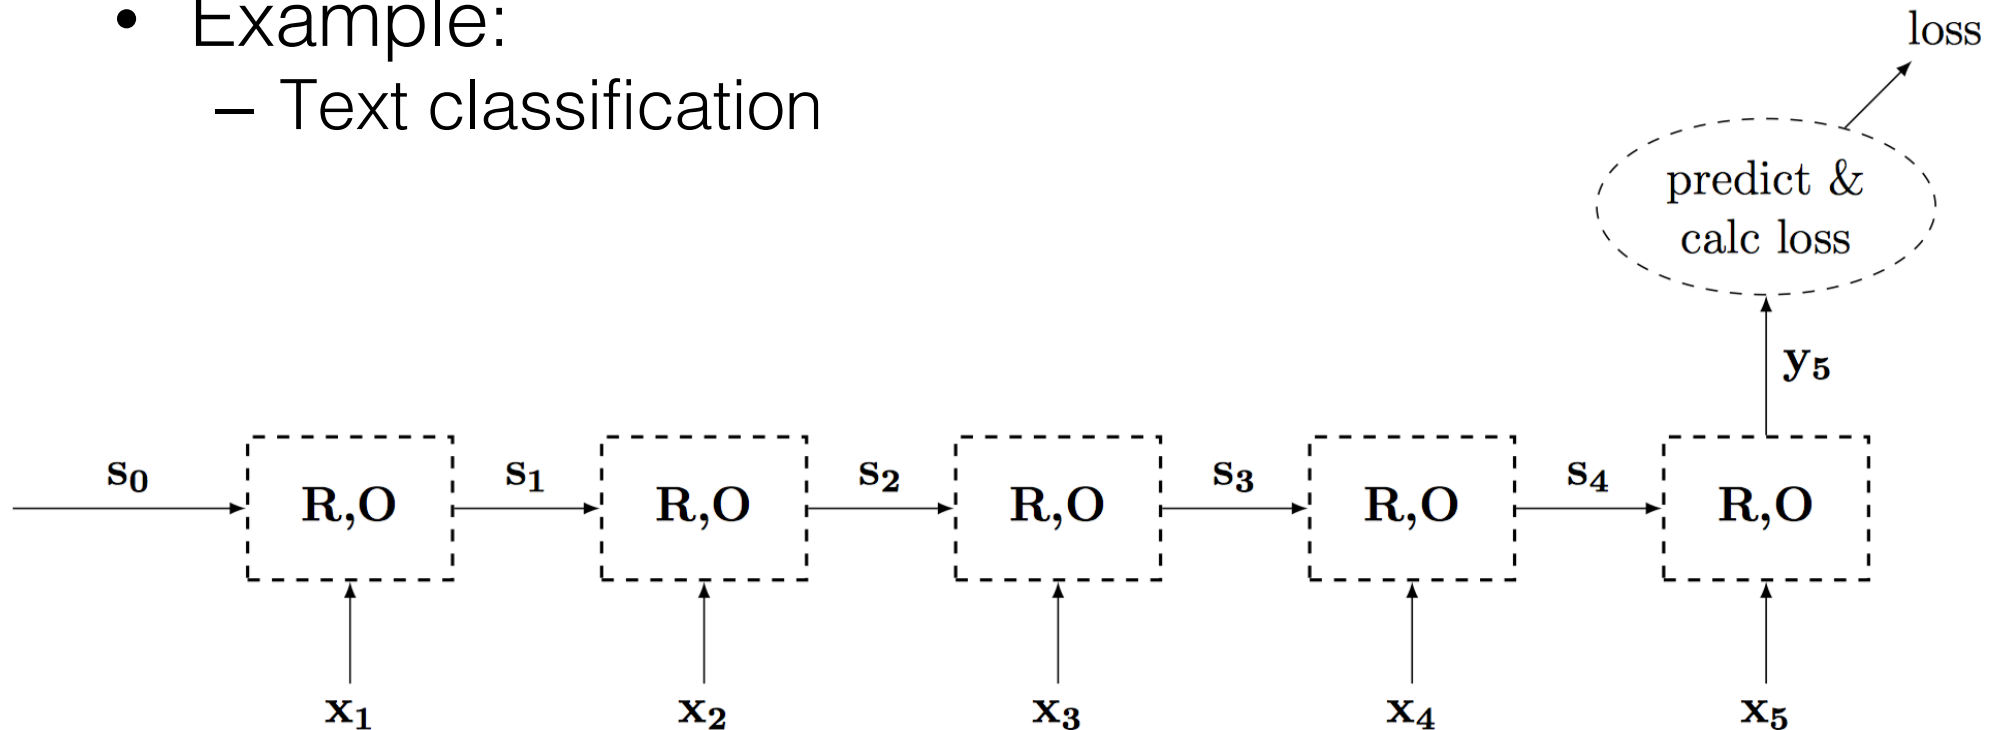 • Example:
– Text classification
loss
predict &
calc loss
y₅
s₀ s₁ s₂ s₃ s₄
R,O R,O R,O R,O R,O
x₁ x₂ x₃ x₄ x₅